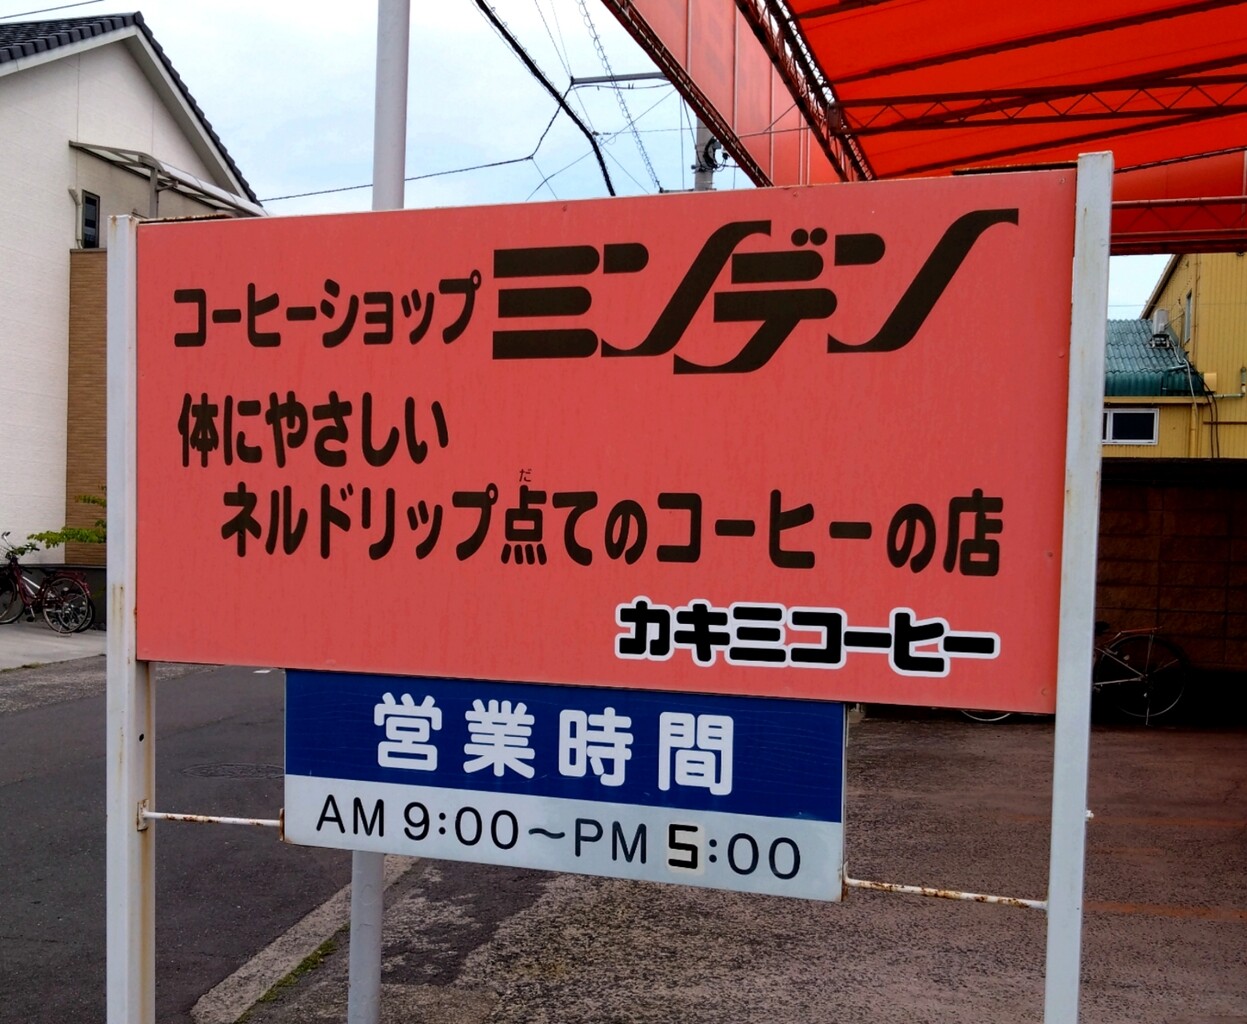 コーヒーショップ ミンデン
体にやさしい
だ
ネルドリップ点てのコーヒーの店
カキミコーヒー
営業時間
AM 9:00〜PM 5:00